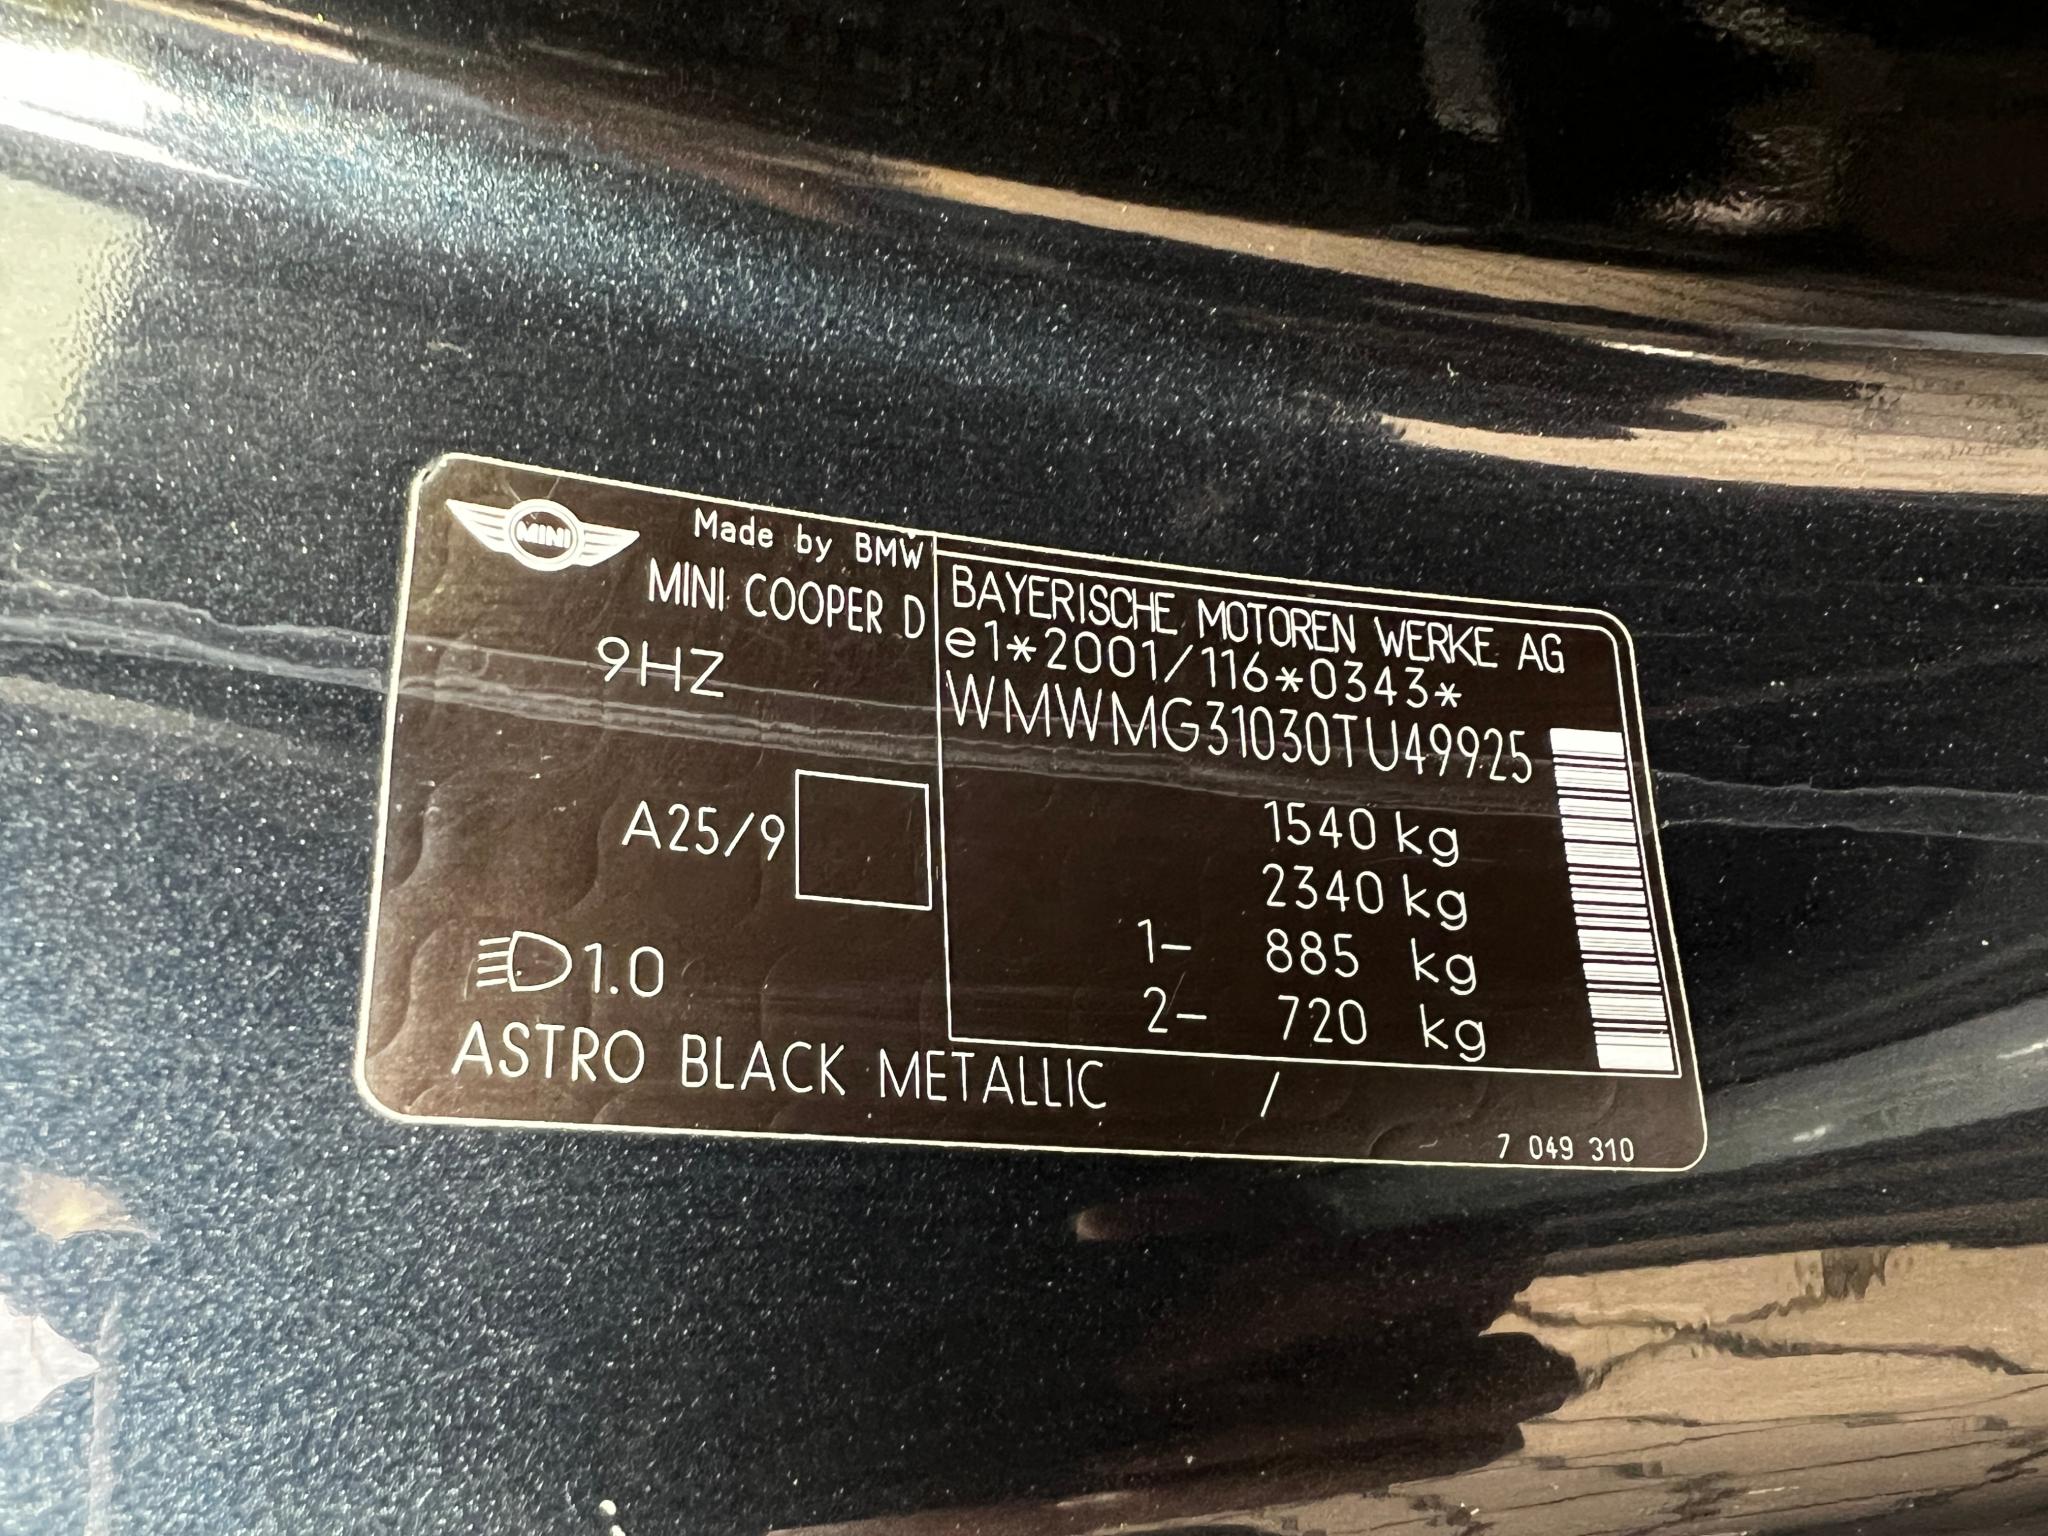 MINI
Made by BMW
MINI COOPER D
9HZ
A25/9
1.0
ASTRO BLACK METALLIC /
BAYERISCHE MOTOREN WERKE AG
e1*2001/116*0343*
WMWMG31030TU49925
1540 kg
2340 kg
1- 885 kg
2- 720 kg
7 049 310